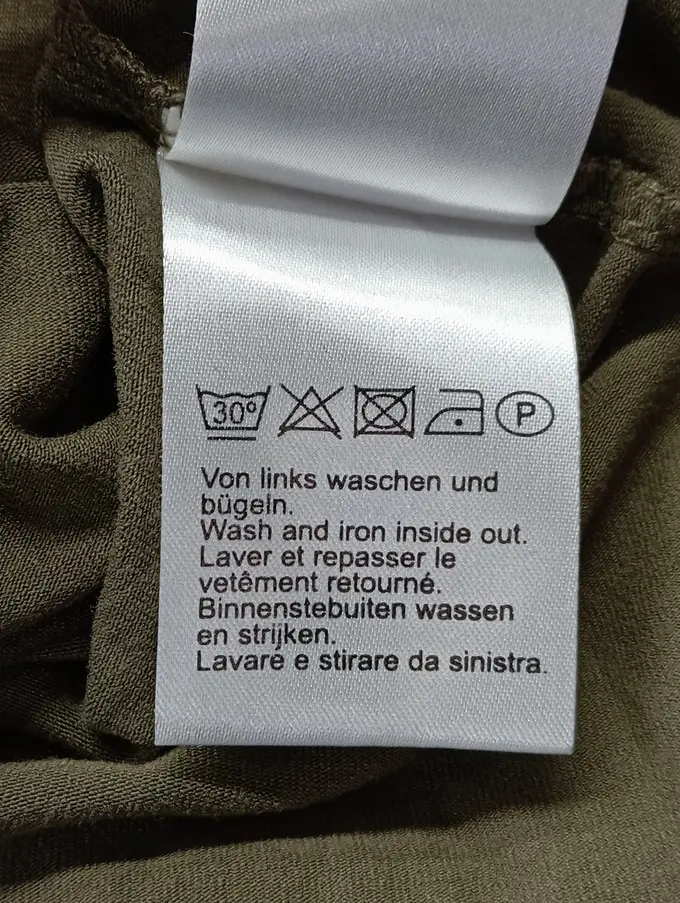 30°
P
Von links waschen und
bügeln.
Wash and iron inside out.
Laver et repasser le
vetêment retourné.
Binnenstebuiten wassen
en strijken.
Lavare e stirare da sinistra.